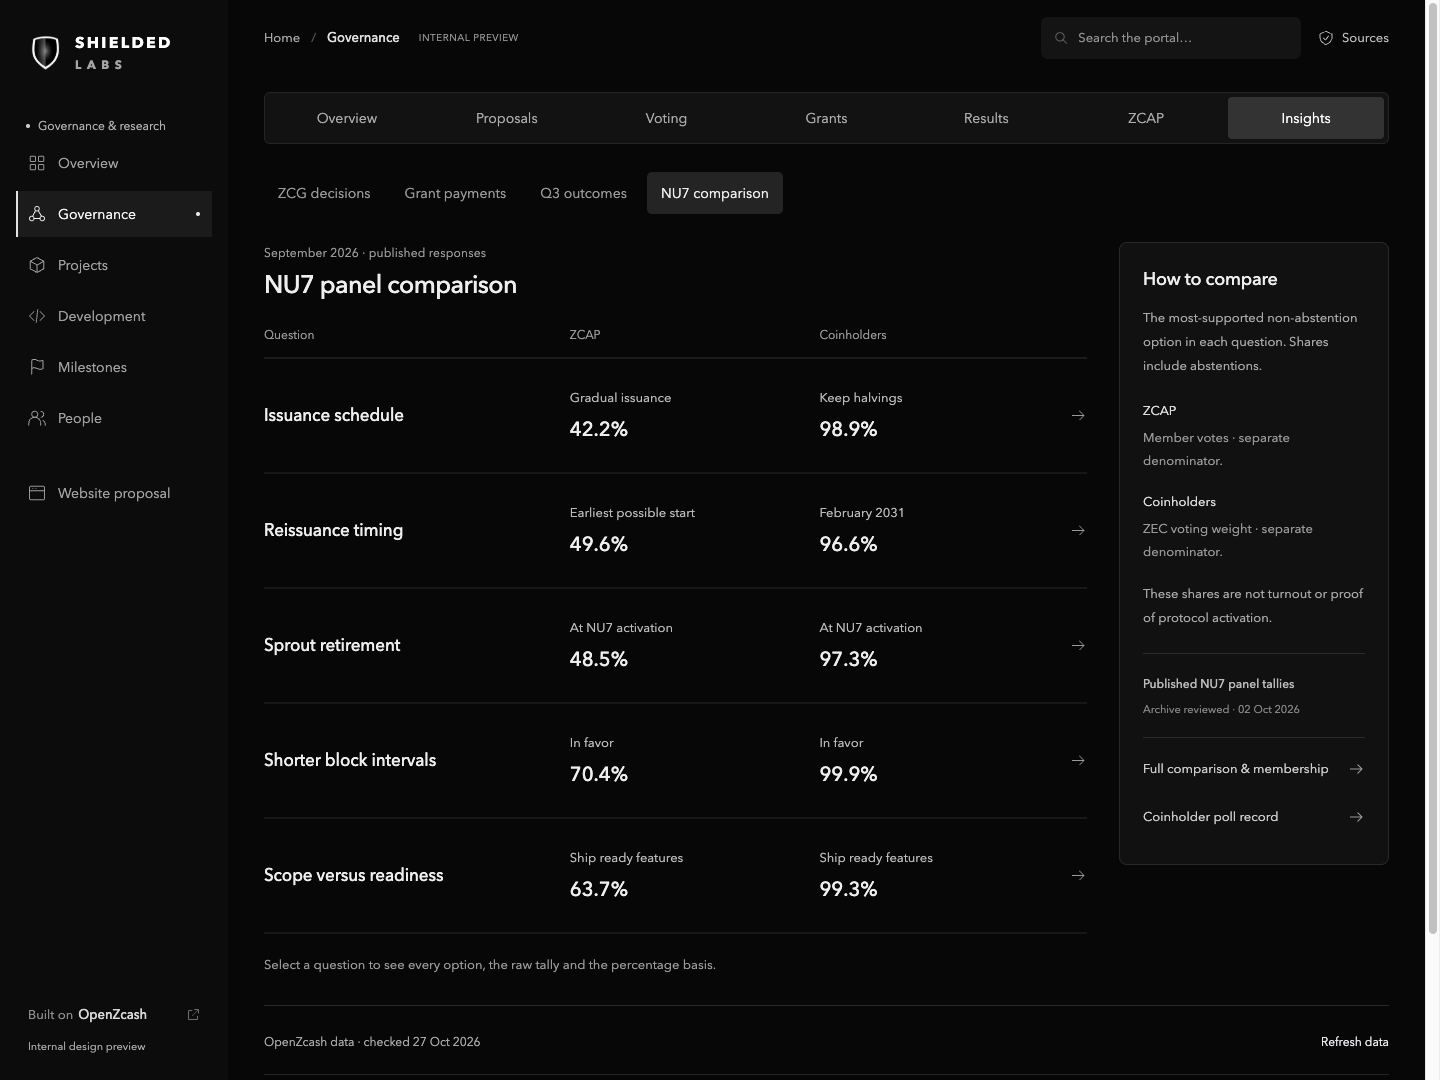 SHIELDED
LABS
Governance & research
Overview
Governance
Projects
Development
Milestones
People
Website proposal
Built on OpenZcash
Internal design preview
Home / Governance INTERNAL PREVIEW
Search the portal...
Sources
Overview Proposals Voting Grants Results ZCAP Insights
ZCG decisions Grant payments Q3 outcomes NU7 comparison
September 2026 · published responses
NU7 panel comparison
Question ZCAP Coinholders
Issuance schedule
Gradual issuance
42.2%
Keep halvings
98.9%
Reissuance timing
Earliest possible start
49.6%
February 2031
96.6%
Sprout retirement
At NU7 activation
48.5%
At NU7 activation
97.3%
Shorter block intervals
In favor
70.4%
In favor
99.9%
Scope versus readiness
Ship ready features
63.7%
Ship ready features
99.3%
Select a question to see every option, the raw tally and the percentage basis.
How to compare
The most-supported non-abstention
option in each question. Shares
include abstentions.
ZCAP
Member votes · separate
denominator.
Coinholders
ZEC voting weight · separate
denominator.
These shares are not turnout or proof
of protocol activation.
Published NU7 panel tallies
Archive reviewed · 02 Oct 2026
Full comparison & membership
Coinholder poll record
OpenZcash data · checked 27 Oct 2026
Refresh data